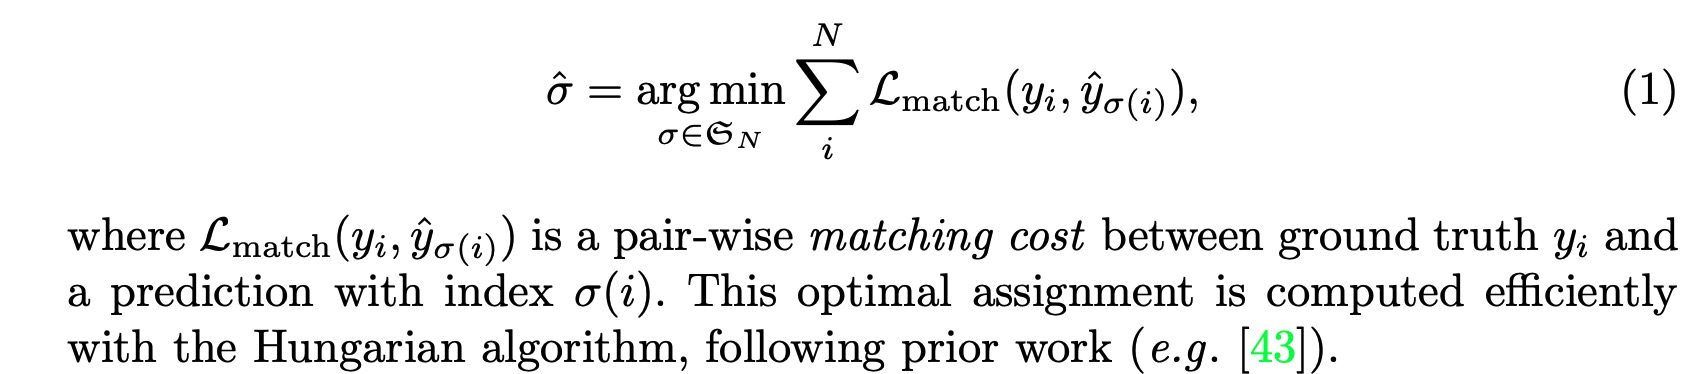 $$\hat{\sigma} = \underset{\sigma \in \mathfrak{S}_N}{\arg\min} \sum_{i}^{N} \mathcal{L}_{\text{match}}(y_i, \hat{y}_{\sigma(i)}), \quad (1)$$
where $\mathcal{L}_{\text{match}}(y_i, \hat{y}_{\sigma(i)})$ is a pair-wise matching cost between ground truth $y_i$ and
a prediction with index $\sigma(i)$. This optimal assignment is computed efficiently
with the Hungarian algorithm, following prior work (e.g. [43]).